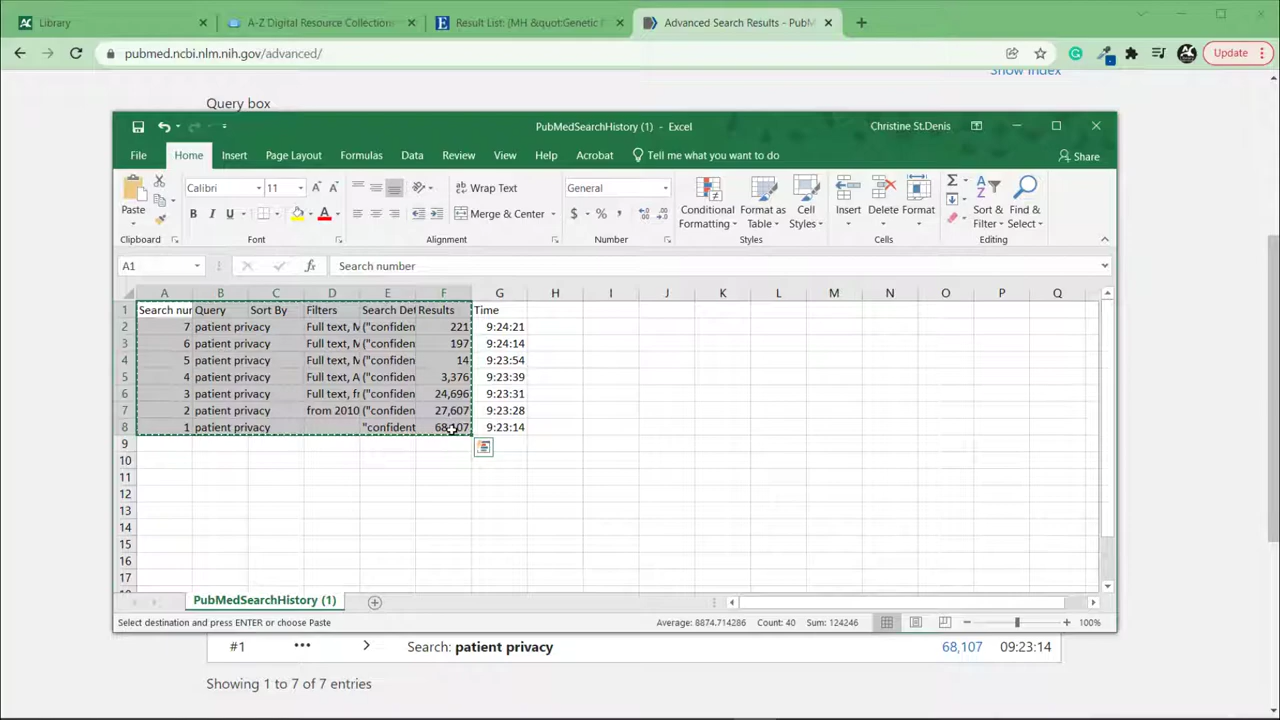 Library
A-Z Digital Resource Collections
Result List: (MH &quot;Genetic P
Advanced Search Results - PubM
pubmed.ncbi.nlm.nih.gov/advanced/
Update
Show Index
Query box
PubMedSearchHistory (1) - Excel
Christine St.Denis
File Home Insert Page Layout Formulas Data Review View Help Acrobat Tell me what you want to do Share
Paste
Calibri 11
B I U A
Wrap Text
Merge & Center
General
$ % ,
Conditional Formatting
Format as Table
Cell Styles
Insert
Delete
Format
Sort & Filter
Find & Select
Clipboard Font Alignment Number Styles Cells Editing
A1 fx Search number
A B C D E F G H I J K L M N O P Q
1 Search nur Query Sort By Filters Search Det Results Time
2 7 patient privacy Full text, M ("confiden 221 9:24:21
3 6 patient privacy Full text, M ("confiden 197 9:24:14
4 5 patient privacy Full text, M ("confiden 14 9:23:54
5 4 patient privacy Full text, A ("confiden 3,376 9:23:39
6 3 patient privacy Full text, fr ("confiden 24,696 9:23:31
7 2 patient privacy from 2010 ("confiden 27,607 9:23:28
8 1 patient privacy "confident 68,107 9:23:14
9
10
11
12
13
14
15
16
17
PubMedSearchHistory (1)
Select destination and press ENTER or choose Paste
Average: 8874.714286 Count: 40 Sum: 124246
100%
#1 Search: patient privacy 68,107 09:23:14
Showing 1 to 7 of 7 entries